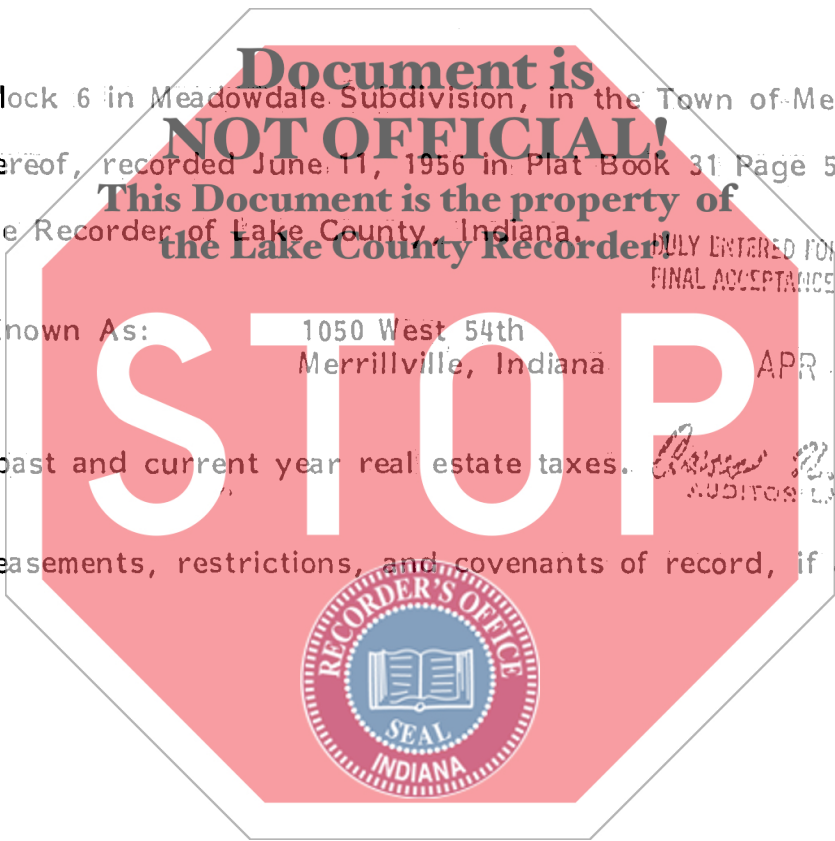 Document is
lock 6 in Meadowdale Subdivision, in the Town of Me
NOT OFFICIAL!
ereof, recorded June 11, 1956 in Plat Book 31 Page 5
This Document is the property of
e Recorder of Lake County, Indiana.
the Lake County Recorder!
DULY ENTERED FOR
FINAL ACCEPTANCE
nown As: 1050 West 54th
Merrillville, Indiana
APR
STOP
past and current year real estate taxes.
AUDITOR LA
easements, restrictions, and covenants of record, if
RECORDER'S OFFICE
SEAL
INDIANA